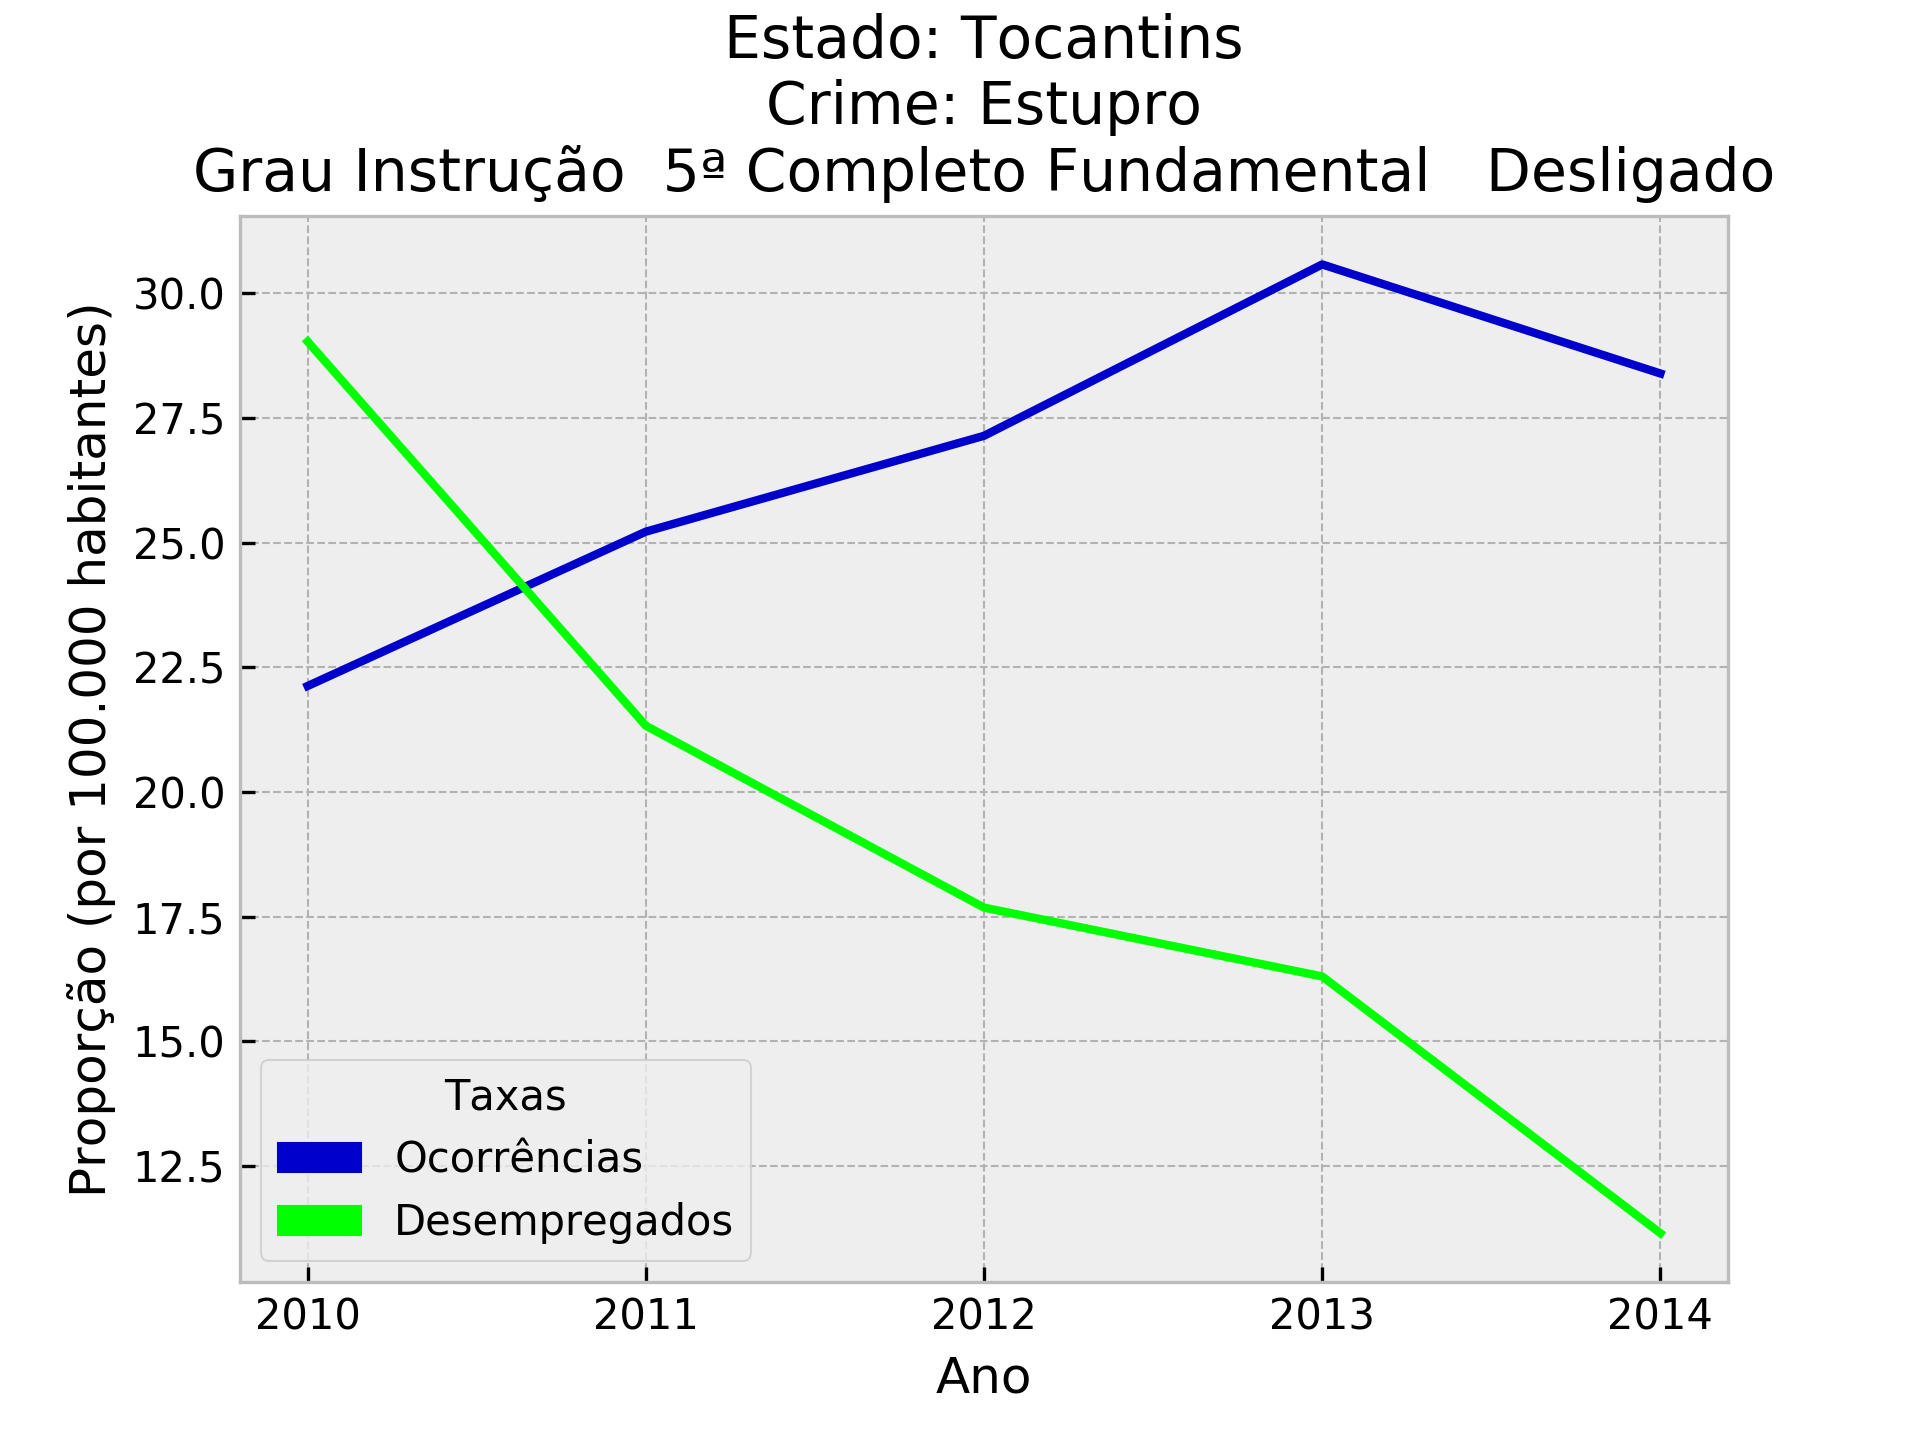 Estado: Tocantins
Crime: Estupro
Grau Instrução  5ª Completo Fundamental   Desligado
Proporção (por 100.000 habitantes)
30.0
27.5
25.0
22.5
20.0
17.5
15.0
12.5
Taxas
Ocorrências
Desempregados
2010 2011 2012 2013 2014
Ano